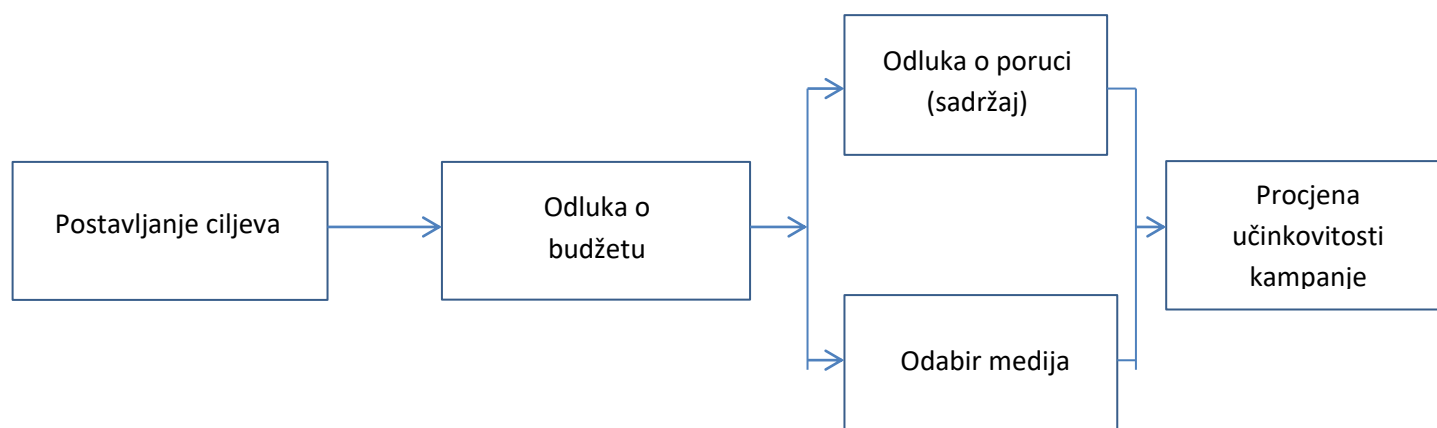 Postavljanje ciljeva
Odluka o
budžetu
Odluka o poruci
(sadržaj)
Odabir medija
Procjena
učinkovitosti
kampanje